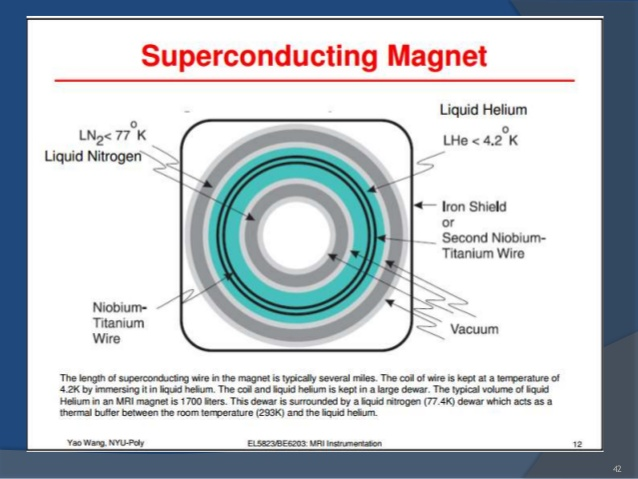 Superconducting Magnet
Liquid Helium
LN2< 77°K
LHe < 4.2°K
Liquid Nitrogen
Iron Shield
or
Second Niobium-
Titanium Wire
Niobium-
Titanium
Wire
Vacuum
The length of superconducting wire in the magnet is typically several miles. The coil of wire is kept at a temperature of
4.2K by immersing it in liquid helium. The coil and liquid helium is kept in a large dewar. The typical volume of liquid
Helium in an MRI magnet is 1700 liters. This dewar is surrounded by a liquid nitrogen (77.4K) dewar which acts as a
thermal buffer between the room temperature (293K) and the liquid helium.
Yao Wang, NYU-Poly
EL5823/BE6203: MRI Instrumentation
12
42